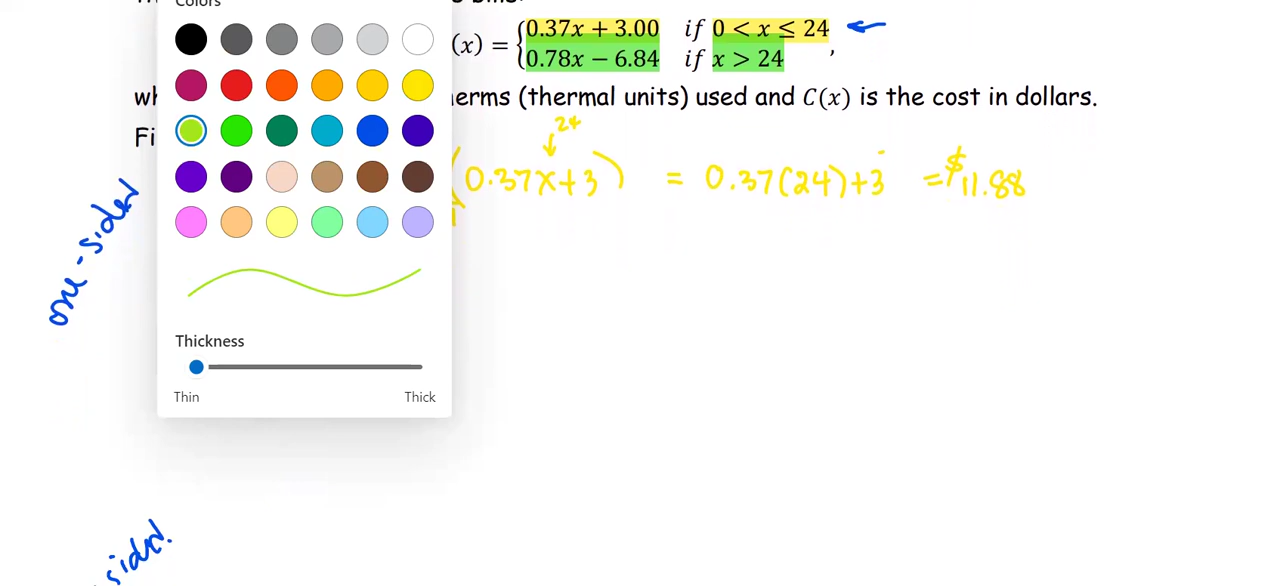 Colors
(x) = {0.37x + 3.00 if 0 < x ≤ 24
0.78x − 6.84 if x > 24 ,
wh erms (thermal units) used and C(x) is the cost in dollars.
Fi
24
(0.37x+3) = 0.37(24)+3 = $11.88
one-sided
Thickness
Thin Thick
sided